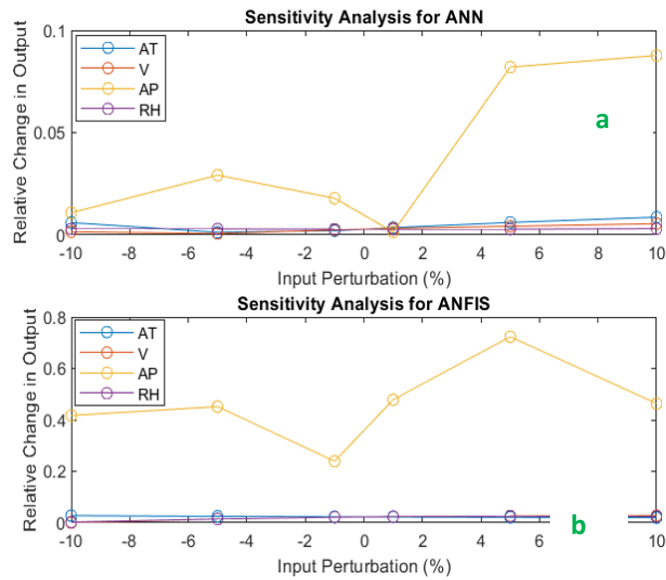 Sensitivity Analysis for ANN
Relative Change in Output
0.1
0.05
0
AT
V
AP
RH
a
-10 -8 -6 -4 -2 0 2 4 6 8 10
Input Perturbation (%)
Sensitivity Analysis for ANFIS
Relative Change in Output
0.8
0.6
0.4
0.2
0
AT
V
AP
RH
b
-10 -8 -6 -4 -2 0 2 4 6 8 10
Input Perturbation (%)